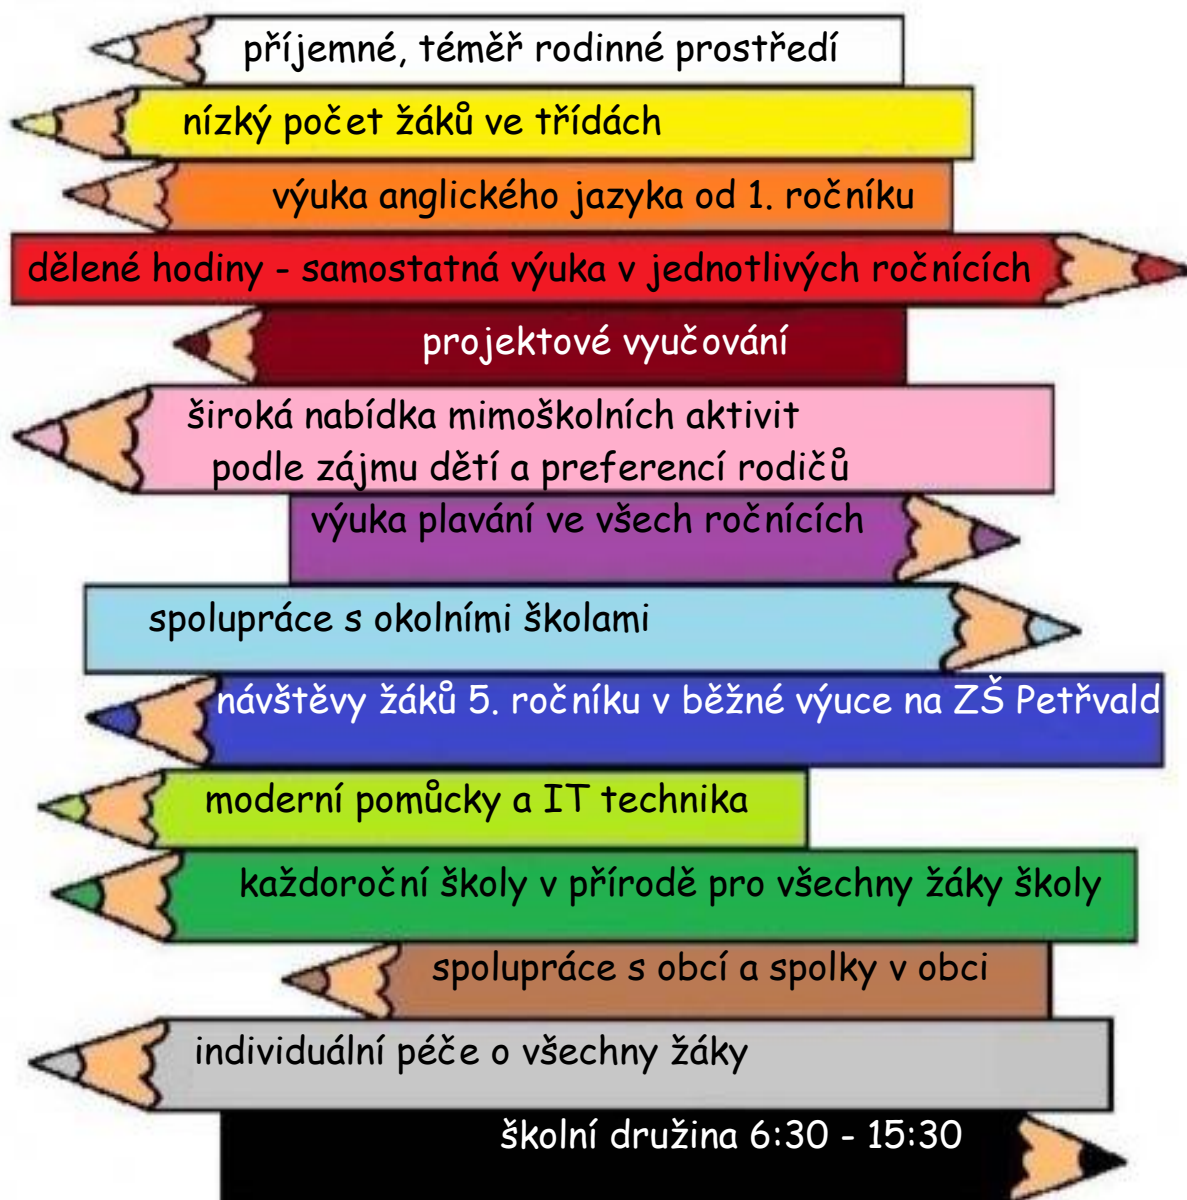 příjemné, téměř rodinné prostředí
nízký počet žáků ve třídách
výuka anglického jazyka od 1. ročníku
dělené hodiny - samostatná výuka v jednotlivých ročnících
projektové vyučování
široká nabídka mimoškolních aktivit
podle zájmu dětí a preferencí rodičů
výuka plavání ve všech ročnících
spolupráce s okolními školami
návštěvy žáků 5. ročníku v běžné výuce na ZŠ Petřvald
moderní pomůcky a IT technika
každoroční školy v přírodě pro všechny žáky školy
spolupráce s obcí a spolky v obci
individuální péče o všechny žáky
školní družina 6:30 - 15:30